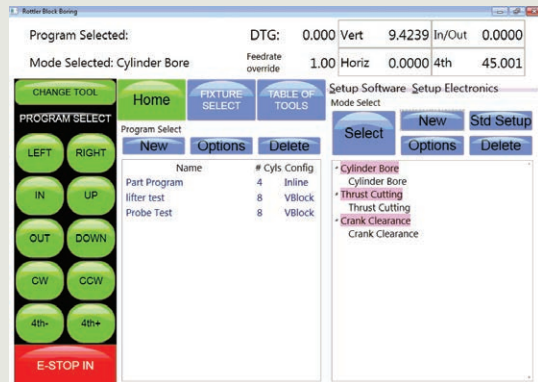 Rottler Block Boring
Program Selected: DTG: 0.000 Vert 9.4239 In/Out 0.0000
Mode Selected: Cylinder Bore Feedrate override 1.00 Horiz 0.0000 4th 45.001
CHANGE TOOL
PROGRAM SELECT
LEFT RIGHT
IN UP
OUT DOWN
CW CCW
4th- 4th+
E-STOP IN
Home FIXTURE SELECT TABLE OF TOOLS
Program Select
New Options Delete
Name # Cyls Config
Part Program 4 Inline
lifter test 8 VBlock
Probe Test 8 VBlock
Setup Software Setup Electronics
Mode Select
Select New Std Setup
Options Delete
Cylinder Bore
Cylinder Bore
Thrust Cutting
Thrust Cutting
Crank Clearance
Crank Clearance